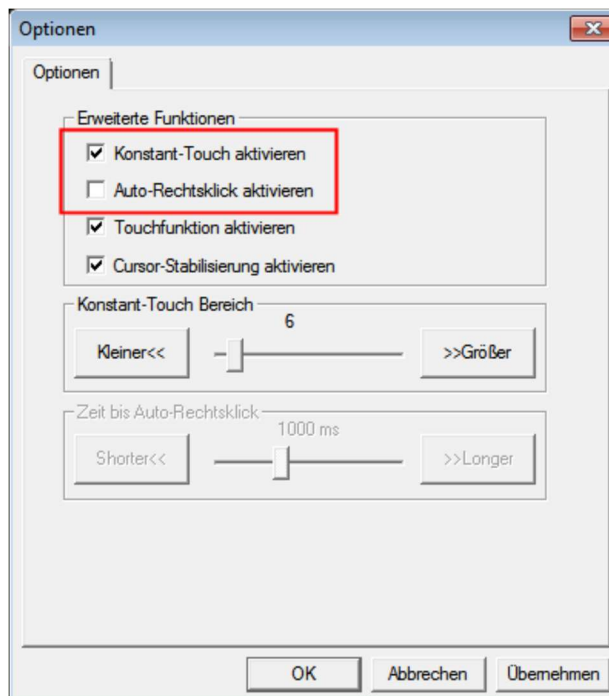 Optionen
Optionen
Erweiterte Funktionen
Konstant-Touch aktivieren
Auto-Rechtsklick aktivieren
Touchfunktion aktivieren
Cursor-Stabilisierung aktivieren
Konstant-Touch Bereich
6
Kleiner<< >>Größer
Zeit bis Auto-Rechtsklick
1000 ms
Shorter<< >>Longer
OK Abbrechen Übernehmen